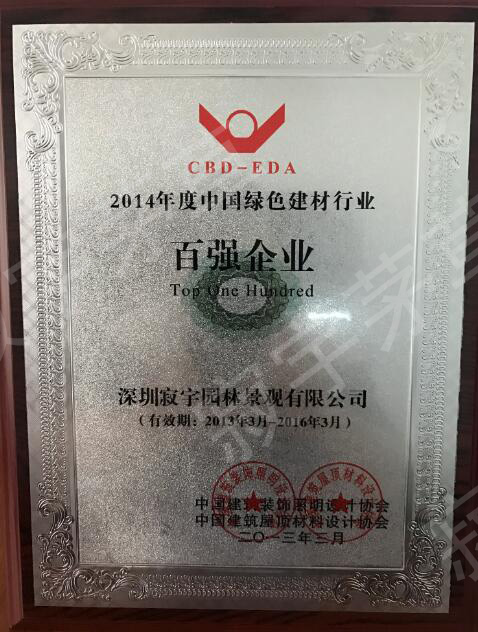 CBD-EDA
2014年度中国绿色建材行业
百强企业
Top One Hundred
深圳寂宇园林景观有限公司
(有效期：2013年3月-2016年3月)
中国建筑装饰照明设计协会
中国建筑屋顶材料设计协会
二〇一三年三月